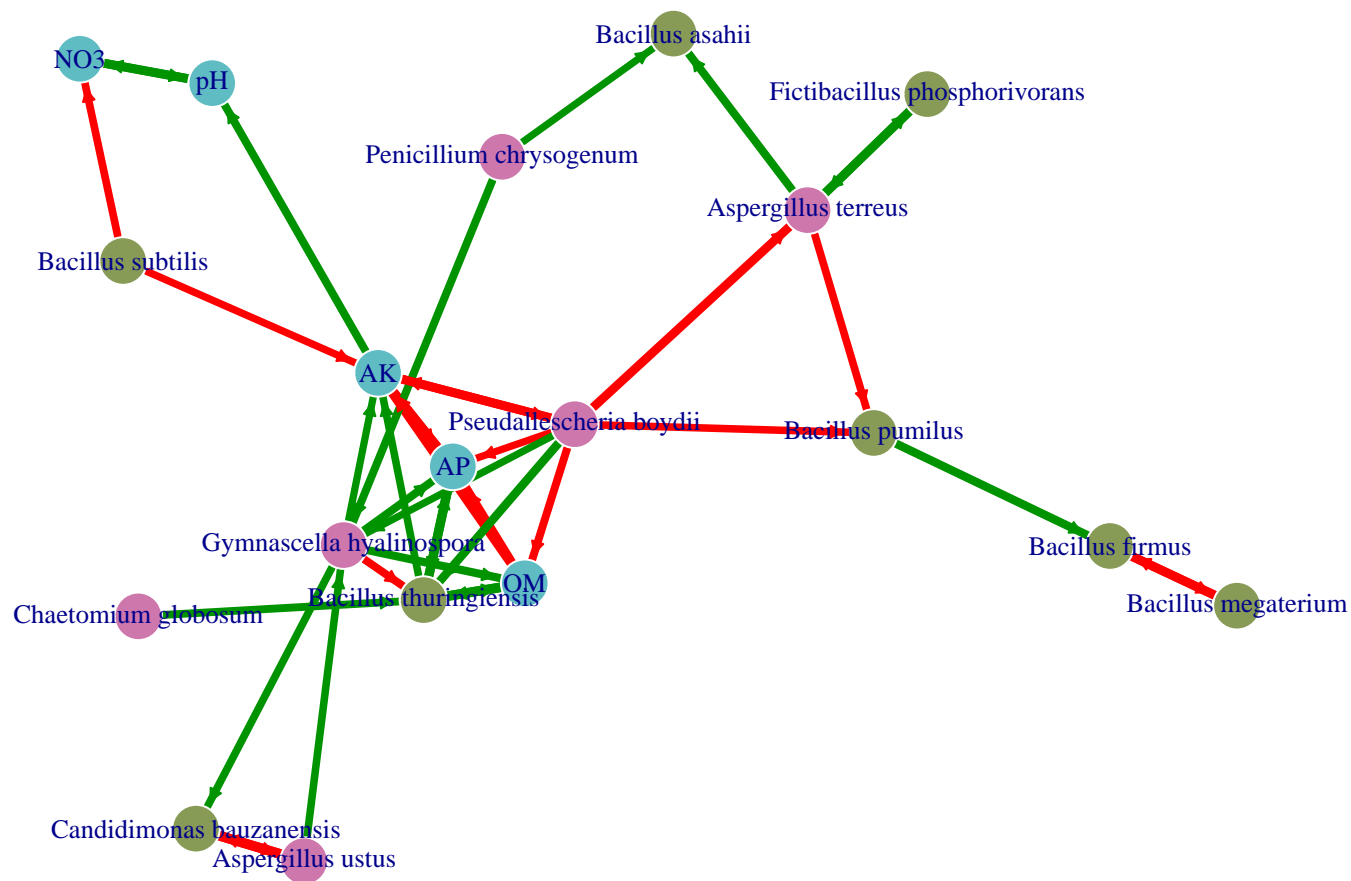 Bacillus asahii
NO3
pH
Fictibacillus phosphorivorans
Penicillium chrysogenum
Aspergillus terreus
Bacillus subtilis
AK
Pseudallescheria boydii
Bacillus pumilus
AP
Gymnascella hyalinospora
Bacillus firmus
OM
Bacillus thuringiensis
Bacillus megaterium
Chaetomium globosum
Candidimonas bauzanensis
Aspergillus ustus